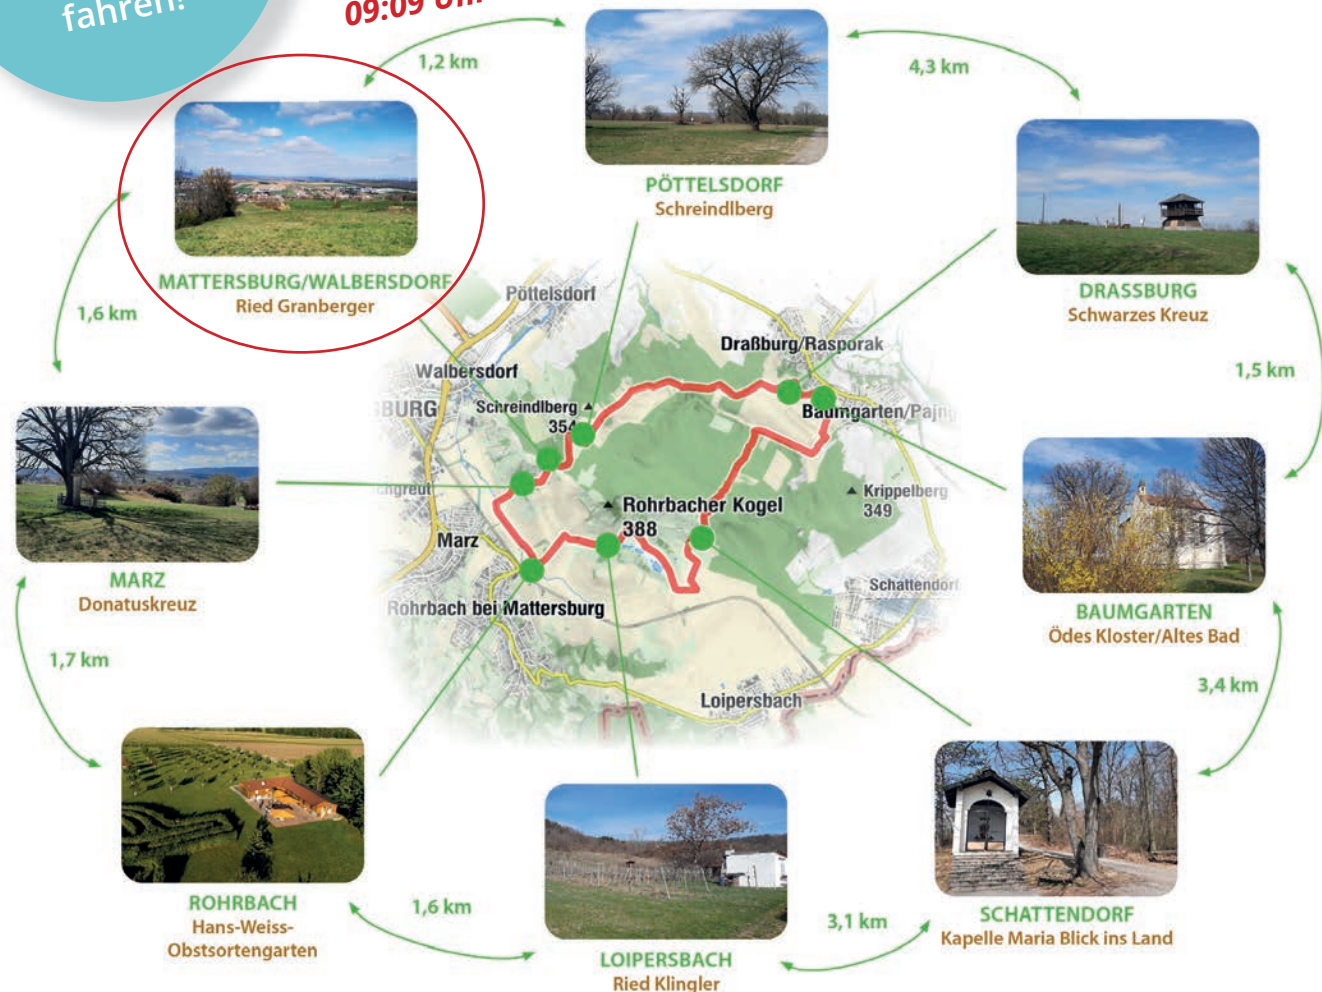 fahren!
09:09 Uhr
1,2 km
4,3 km
PÖTTELSDORF
Schreindlberg
MATTERSBURG/WALBERSDORF
Ried Granberger
DRASSBURG
Schwarzes Kreuz
1,6 km
1,5 km
Pöttelsdorf
Draßburg/Rasporak
Walbersdorf
Schreindlberg
354
Baumgarten/Pajng
BURG
Krippelberg
349
Rohrbacher Kogel
388
Marz
Schattendorf
Rohrbach bei Mattersburg
Loipersbach
MARZ
Donatuskreuz
BAUMGARTEN
Ödes Kloster/Altes Bad
1,7 km
3,4 km
ROHRBACH
Hans-Weiss-
Obstsortengarten
1,6 km
LOIPERSBACH
Ried Klingler
3,1 km
SCHATTENDORF
Kapelle Maria Blick ins Land